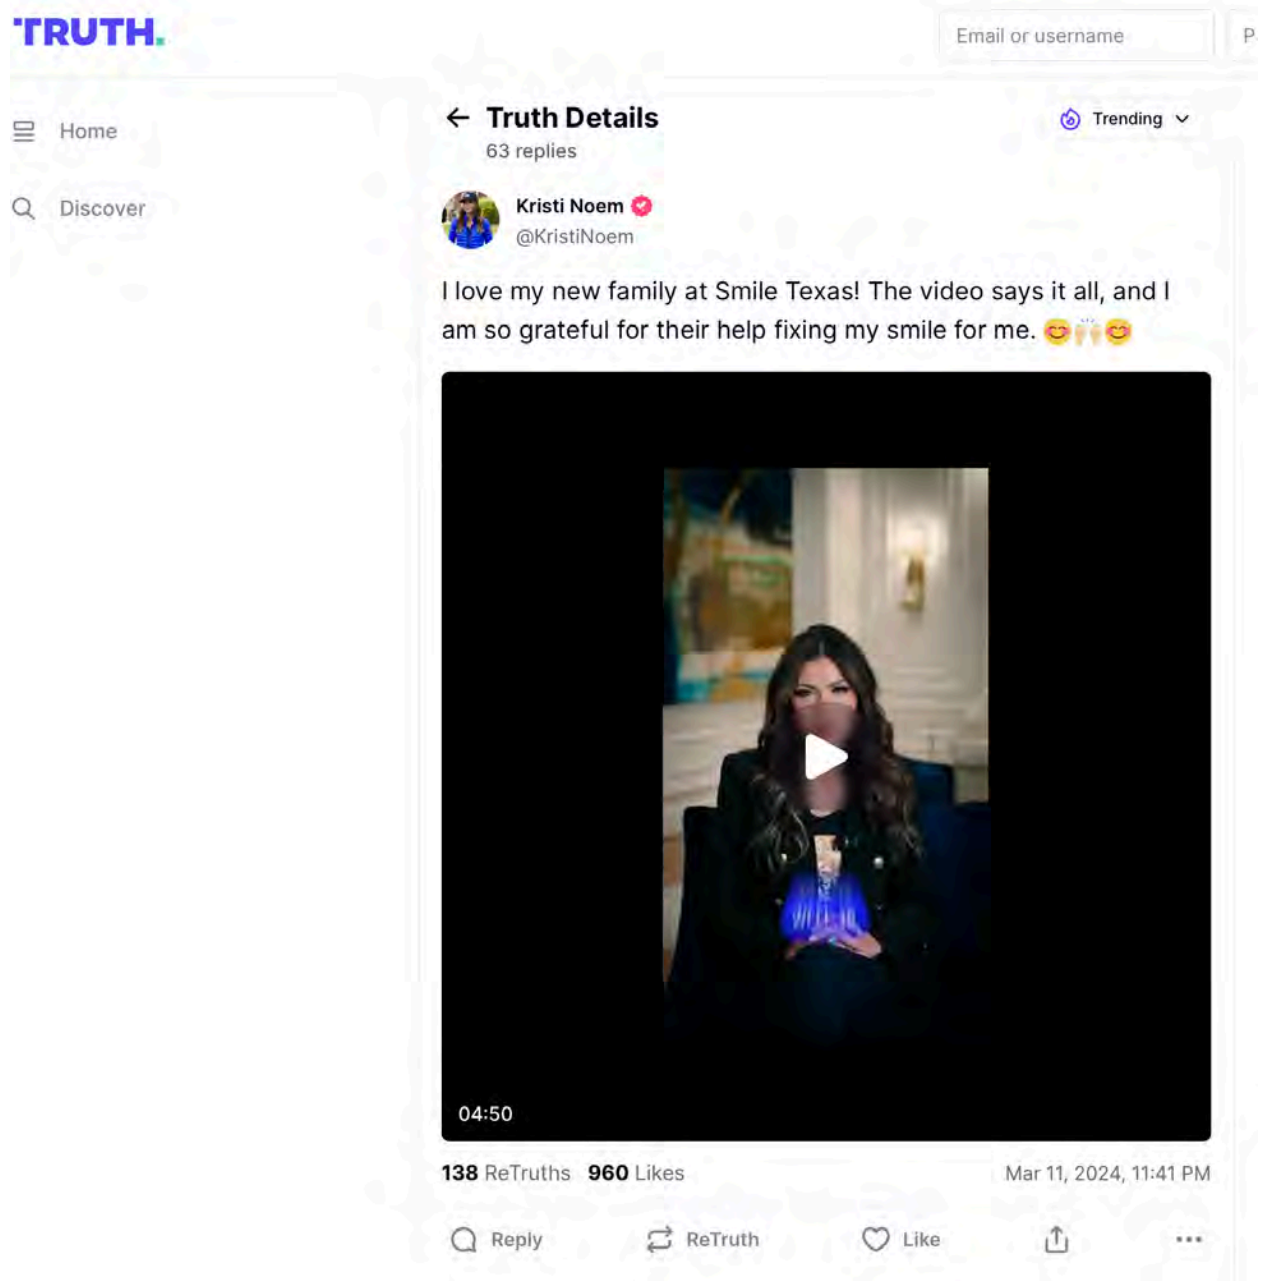 TRUTH.
Email or username
P
Home
Discover
Truth Details
63 replies
Trending
Kristi Noem
@KristiNoem
I love my new family at Smile Texas! The video says it all, and I
am so grateful for their help fixing my smile for me. 😊🙌🏼😊
04:50
138 ReTruths 960 Likes
Mar 11, 2024, 11:41 PM
Reply
ReTruth
Like